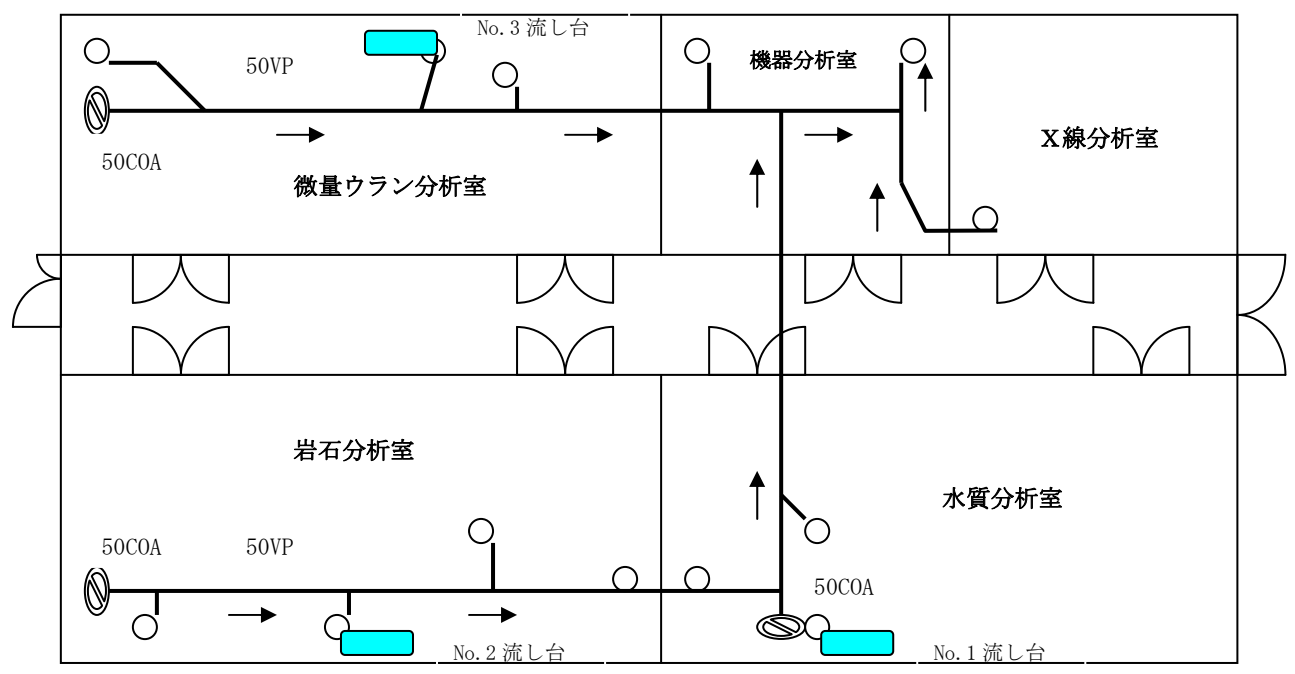 No.3 流し台
50VP
機器分析室
50COA
微量ウラン分析室
X線分析室
岩石分析室
水質分析室
50COA
50VP
50COA
No.2 流し台
No.1 流し台